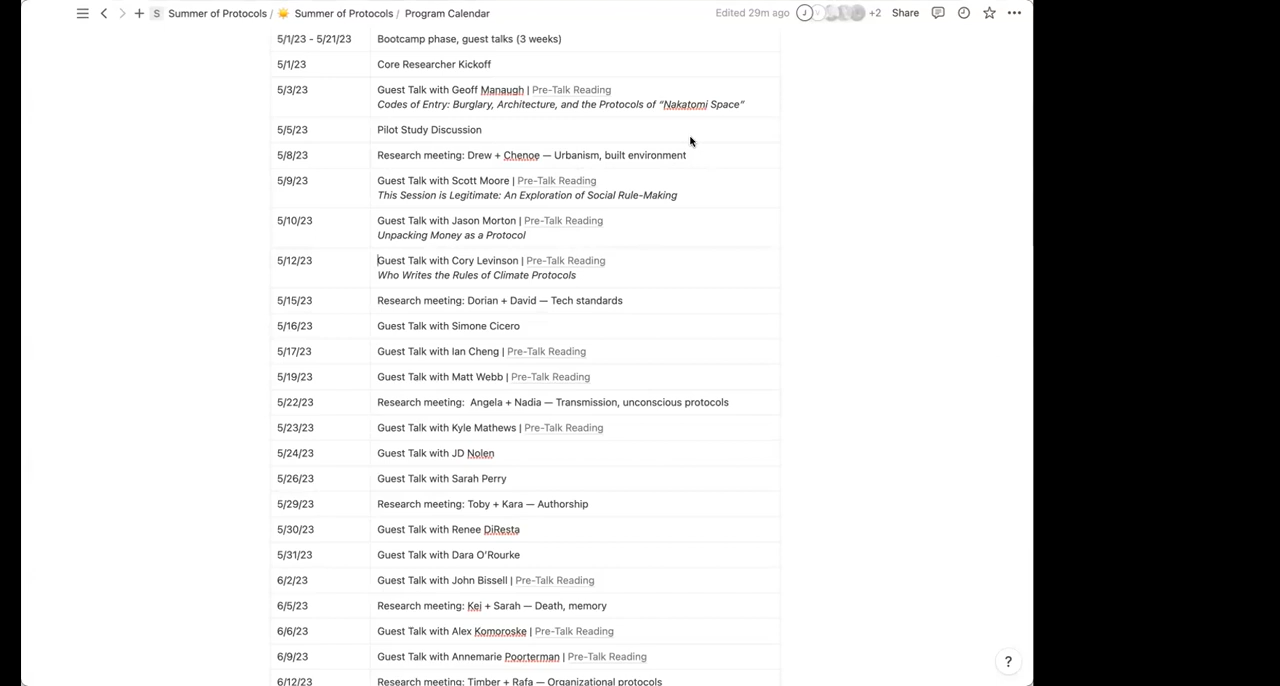 S Summer of Protocols / ☀️ Summer of Protocols / Program Calendar
Edited 29m ago J +2 Share
5/1/23 - 5/21/23 Bootcamp phase, guest talks (3 weeks)
5/1/23 Core Researcher Kickoff
5/3/23 Guest Talk with Geoff Manaugh | Pre-Talk Reading
Codes of Entry: Burglary, Architecture, and the Protocols of “Nakatomi Space”
5/5/23 Pilot Study Discussion
5/8/23 Research meeting: Drew + Chenoe — Urbanism, built environment
5/9/23 Guest Talk with Scott Moore | Pre-Talk Reading
This Session is Legitimate: An Exploration of Social Rule-Making
5/10/23 Guest Talk with Jason Morton | Pre-Talk Reading
Unpacking Money as a Protocol
5/12/23 Guest Talk with Cory Levinson | Pre-Talk Reading
Who Writes the Rules of Climate Protocols
5/15/23 Research meeting: Dorian + David — Tech standards
5/16/23 Guest Talk with Simone Cicero
5/17/23 Guest Talk with Ian Cheng | Pre-Talk Reading
5/19/23 Guest Talk with Matt Webb | Pre-Talk Reading
5/22/23 Research meeting: Angela + Nadia — Transmission, unconscious protocols
5/23/23 Guest Talk with Kyle Mathews | Pre-Talk Reading
5/24/23 Guest Talk with JD Nolen
5/26/23 Guest Talk with Sarah Perry
5/29/23 Research meeting: Toby + Kara — Authorship
5/30/23 Guest Talk with Renee DiResta
5/31/23 Guest Talk with Dara O’Rourke
6/2/23 Guest Talk with John Bissell | Pre-Talk Reading
6/5/23 Research meeting: Kei + Sarah — Death, memory
6/6/23 Guest Talk with Alex Komoroske | Pre-Talk Reading
6/9/23 Guest Talk with Annemarie Poorterman | Pre-Talk Reading
6/12/23 Research meeting: Timber + Rafa — Organizational protocols
?